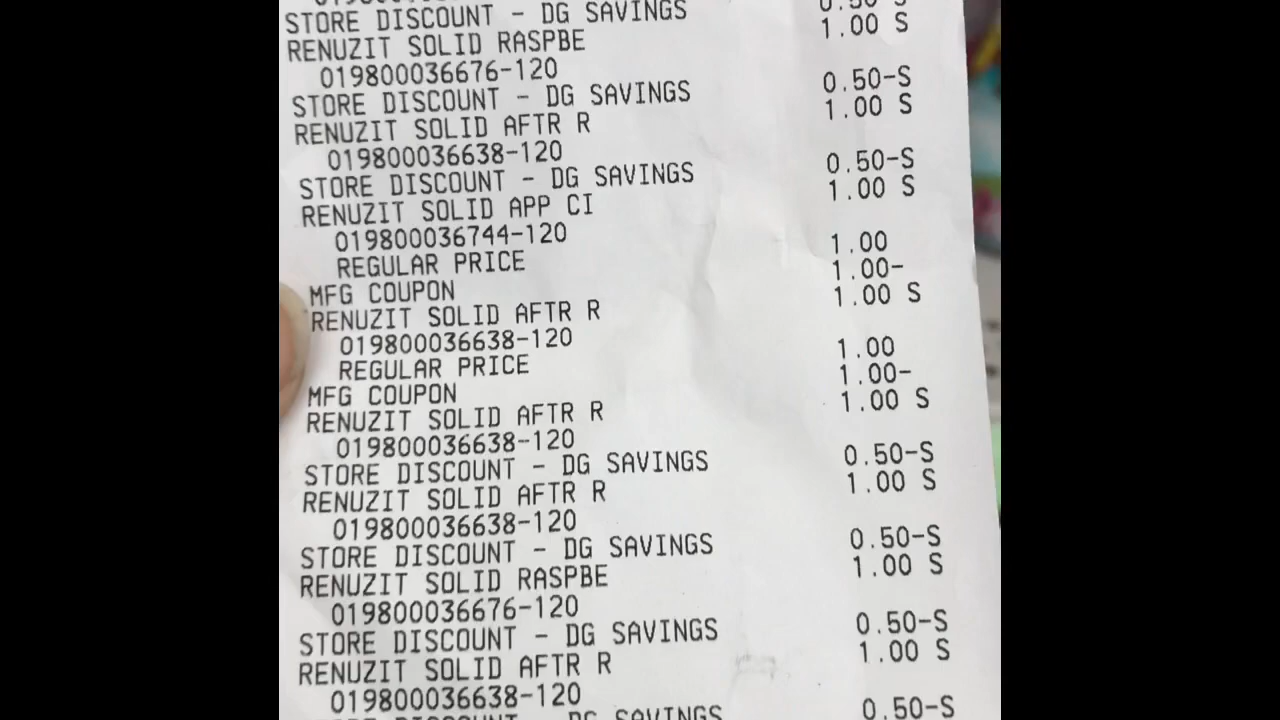 STORE DISCOUNT - DG SAVINGS 0.50-S
RENUZIT SOLID RASPBE 1.00 S
019800036676-120
STORE DISCOUNT - DG SAVINGS 0.50-S
RENUZIT SOLID AFTR R 1.00 S
019800036638-120
STORE DISCOUNT - DG SAVINGS 0.50-S
RENUZIT SOLID APP CI 1.00 S
019800036744-120
REGULAR PRICE 1.00
MFG COUPON 1.00-
RENUZIT SOLID AFTR R 1.00 S
019800036638-120
REGULAR PRICE 1.00
MFG COUPON 1.00-
RENUZIT SOLID AFTR R 1.00 S
019800036638-120
STORE DISCOUNT - DG SAVINGS 0.50-S
RENUZIT SOLID AFTR R 1.00 S
019800036638-120
STORE DISCOUNT - DG SAVINGS 0.50-S
RENUZIT SOLID RASPBE 1.00 S
019800036676-120
STORE DISCOUNT - DG SAVINGS 0.50-S
RENUZIT SOLID AFTR R 1.00 S
019800036638-120
DISCOUNT - DG SAVINGS 0.50-S